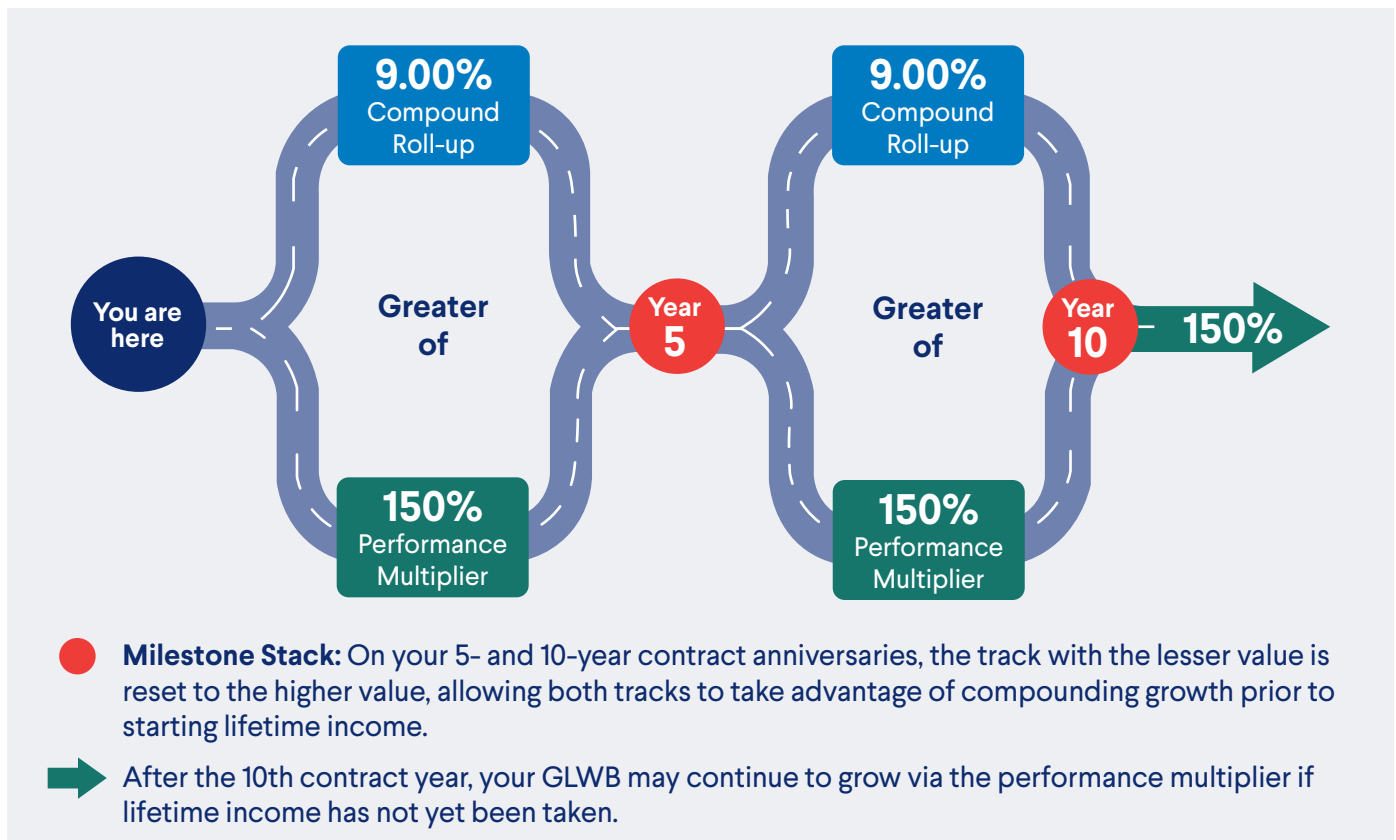 9.00%
Compound
Roll-up
9.00%
Compound
Roll-up
You are
here
Greater
of
Year
5
Greater
of
Year
10
150%
150%
Performance
Multiplier
150%
Performance
Multiplier
Milestone Stack: On your 5- and 10-year contract anniversaries, the track with the lesser value is
reset to the higher value, allowing both tracks to take advantage of compounding growth prior to
starting lifetime income.
After the 10th contract year, your GLWB may continue to grow via the performance multiplier if
lifetime income has not yet been taken.